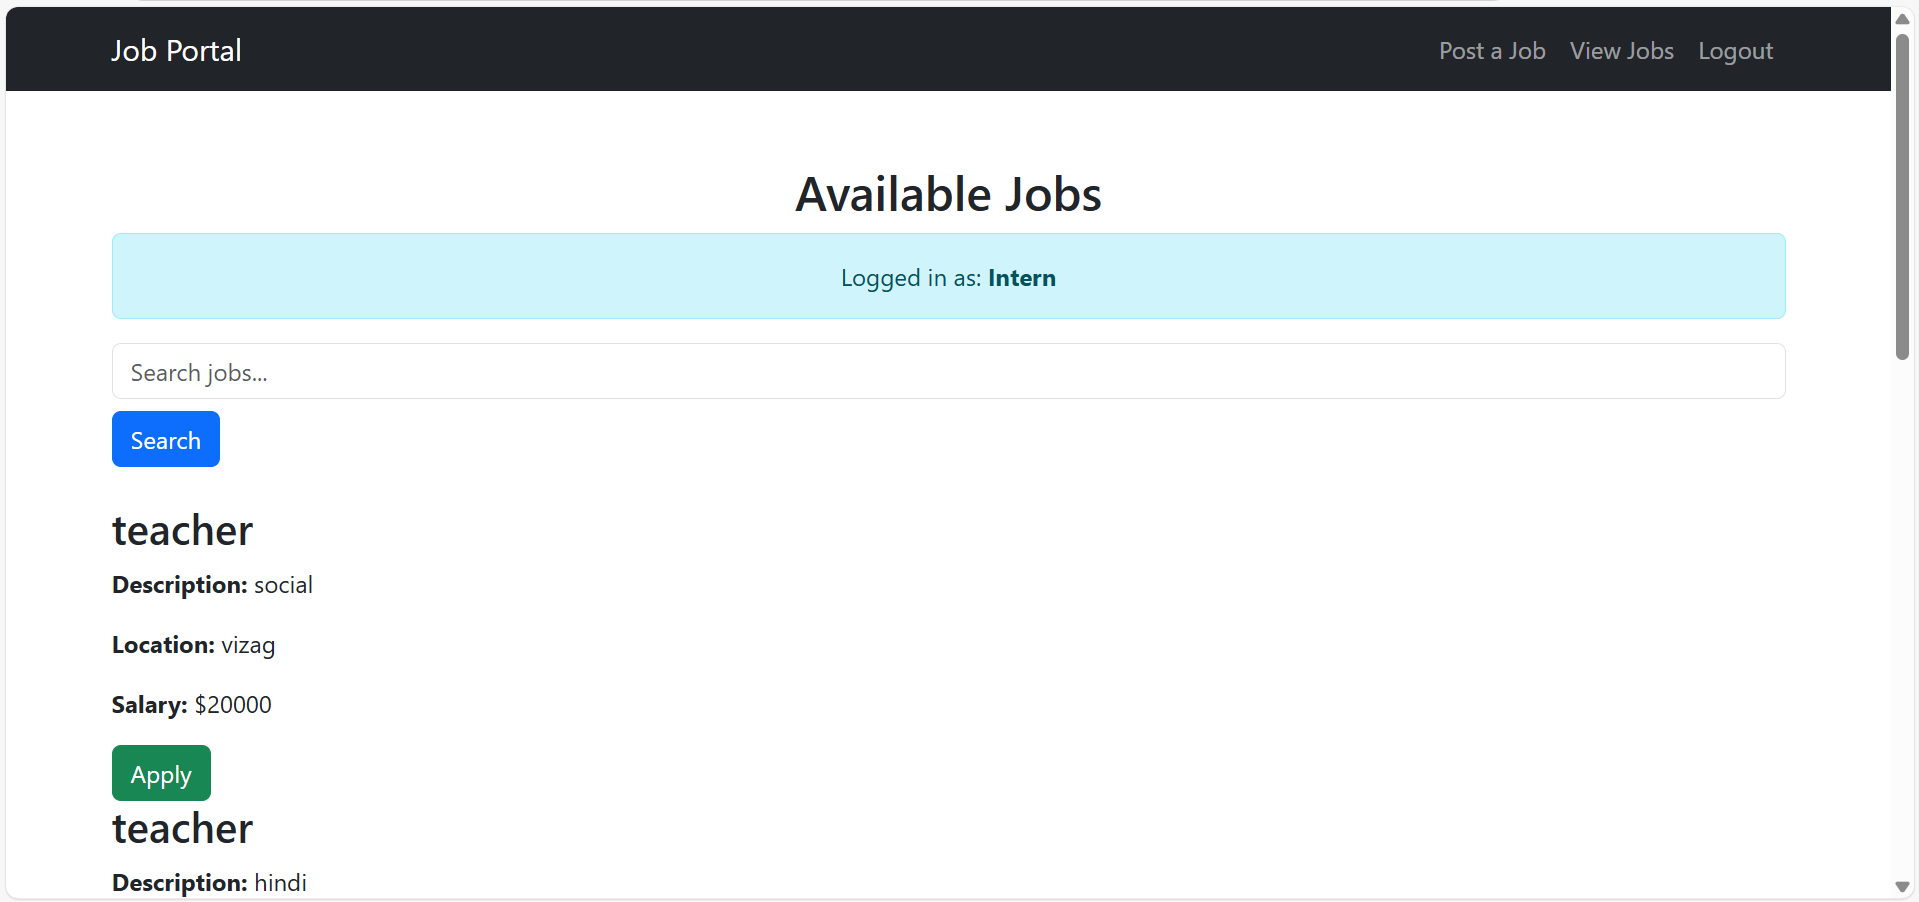 Job Portal
Post a Job View Jobs Logout
Available Jobs
Logged in as: Intern
Search jobs...
Search
teacher
Description: social
Location: vizag
Salary: $20000
Apply
teacher
Description: hindi